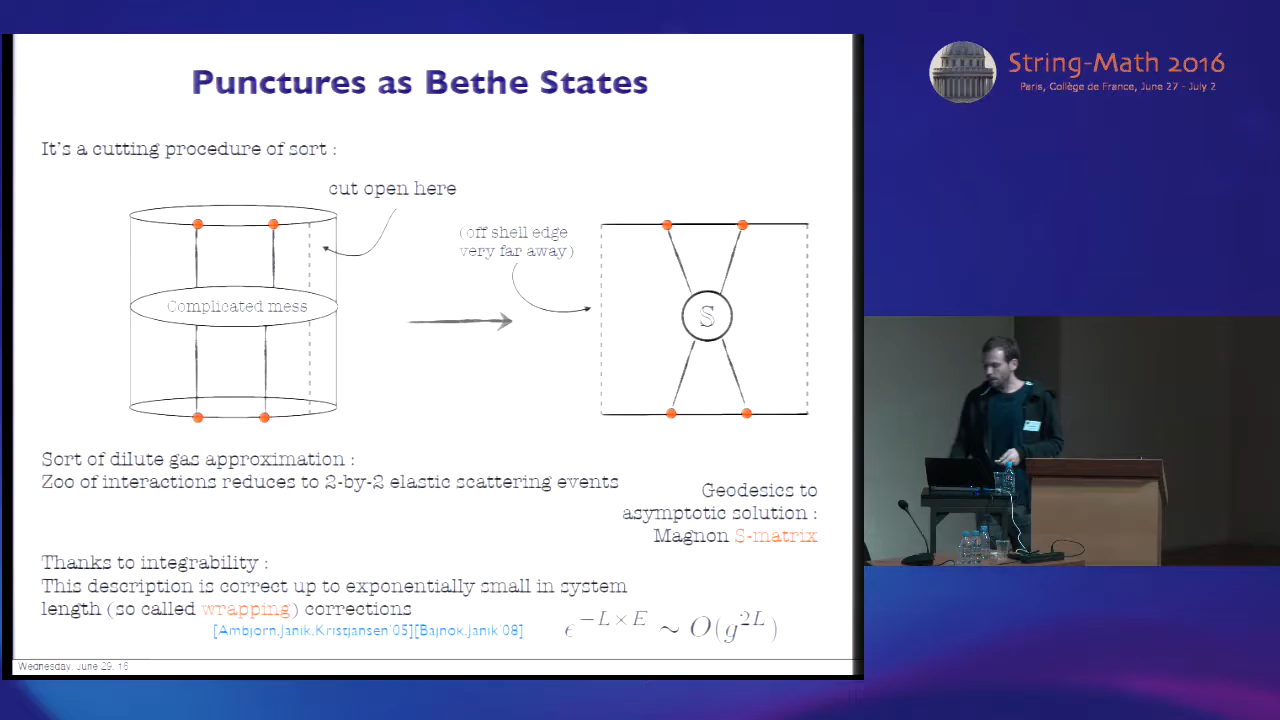 Punctures as Bethe States
It's a cutting procedure of sort :
cut open here
(off shell edge
very far away)
Complicated mess
S
Sort of dilute gas approximation :
Zoo of interactions reduces to 2-by-2 elastic scattering events
Geodesics to
asymptotic solution :
Magnon S-matrix
Thanks to integrability :
This description is correct up to exponentially small in system
length (so called wrapping) corrections
[Ambjorn,Janik,Kristjansen'05][Bajnok,Janik'08]
ϵ^{-L×E} ∼ O(g^{2L})
Wednesday, June 29, 16
String-Math 2016
Paris, Collège de France, June 27 - July 2